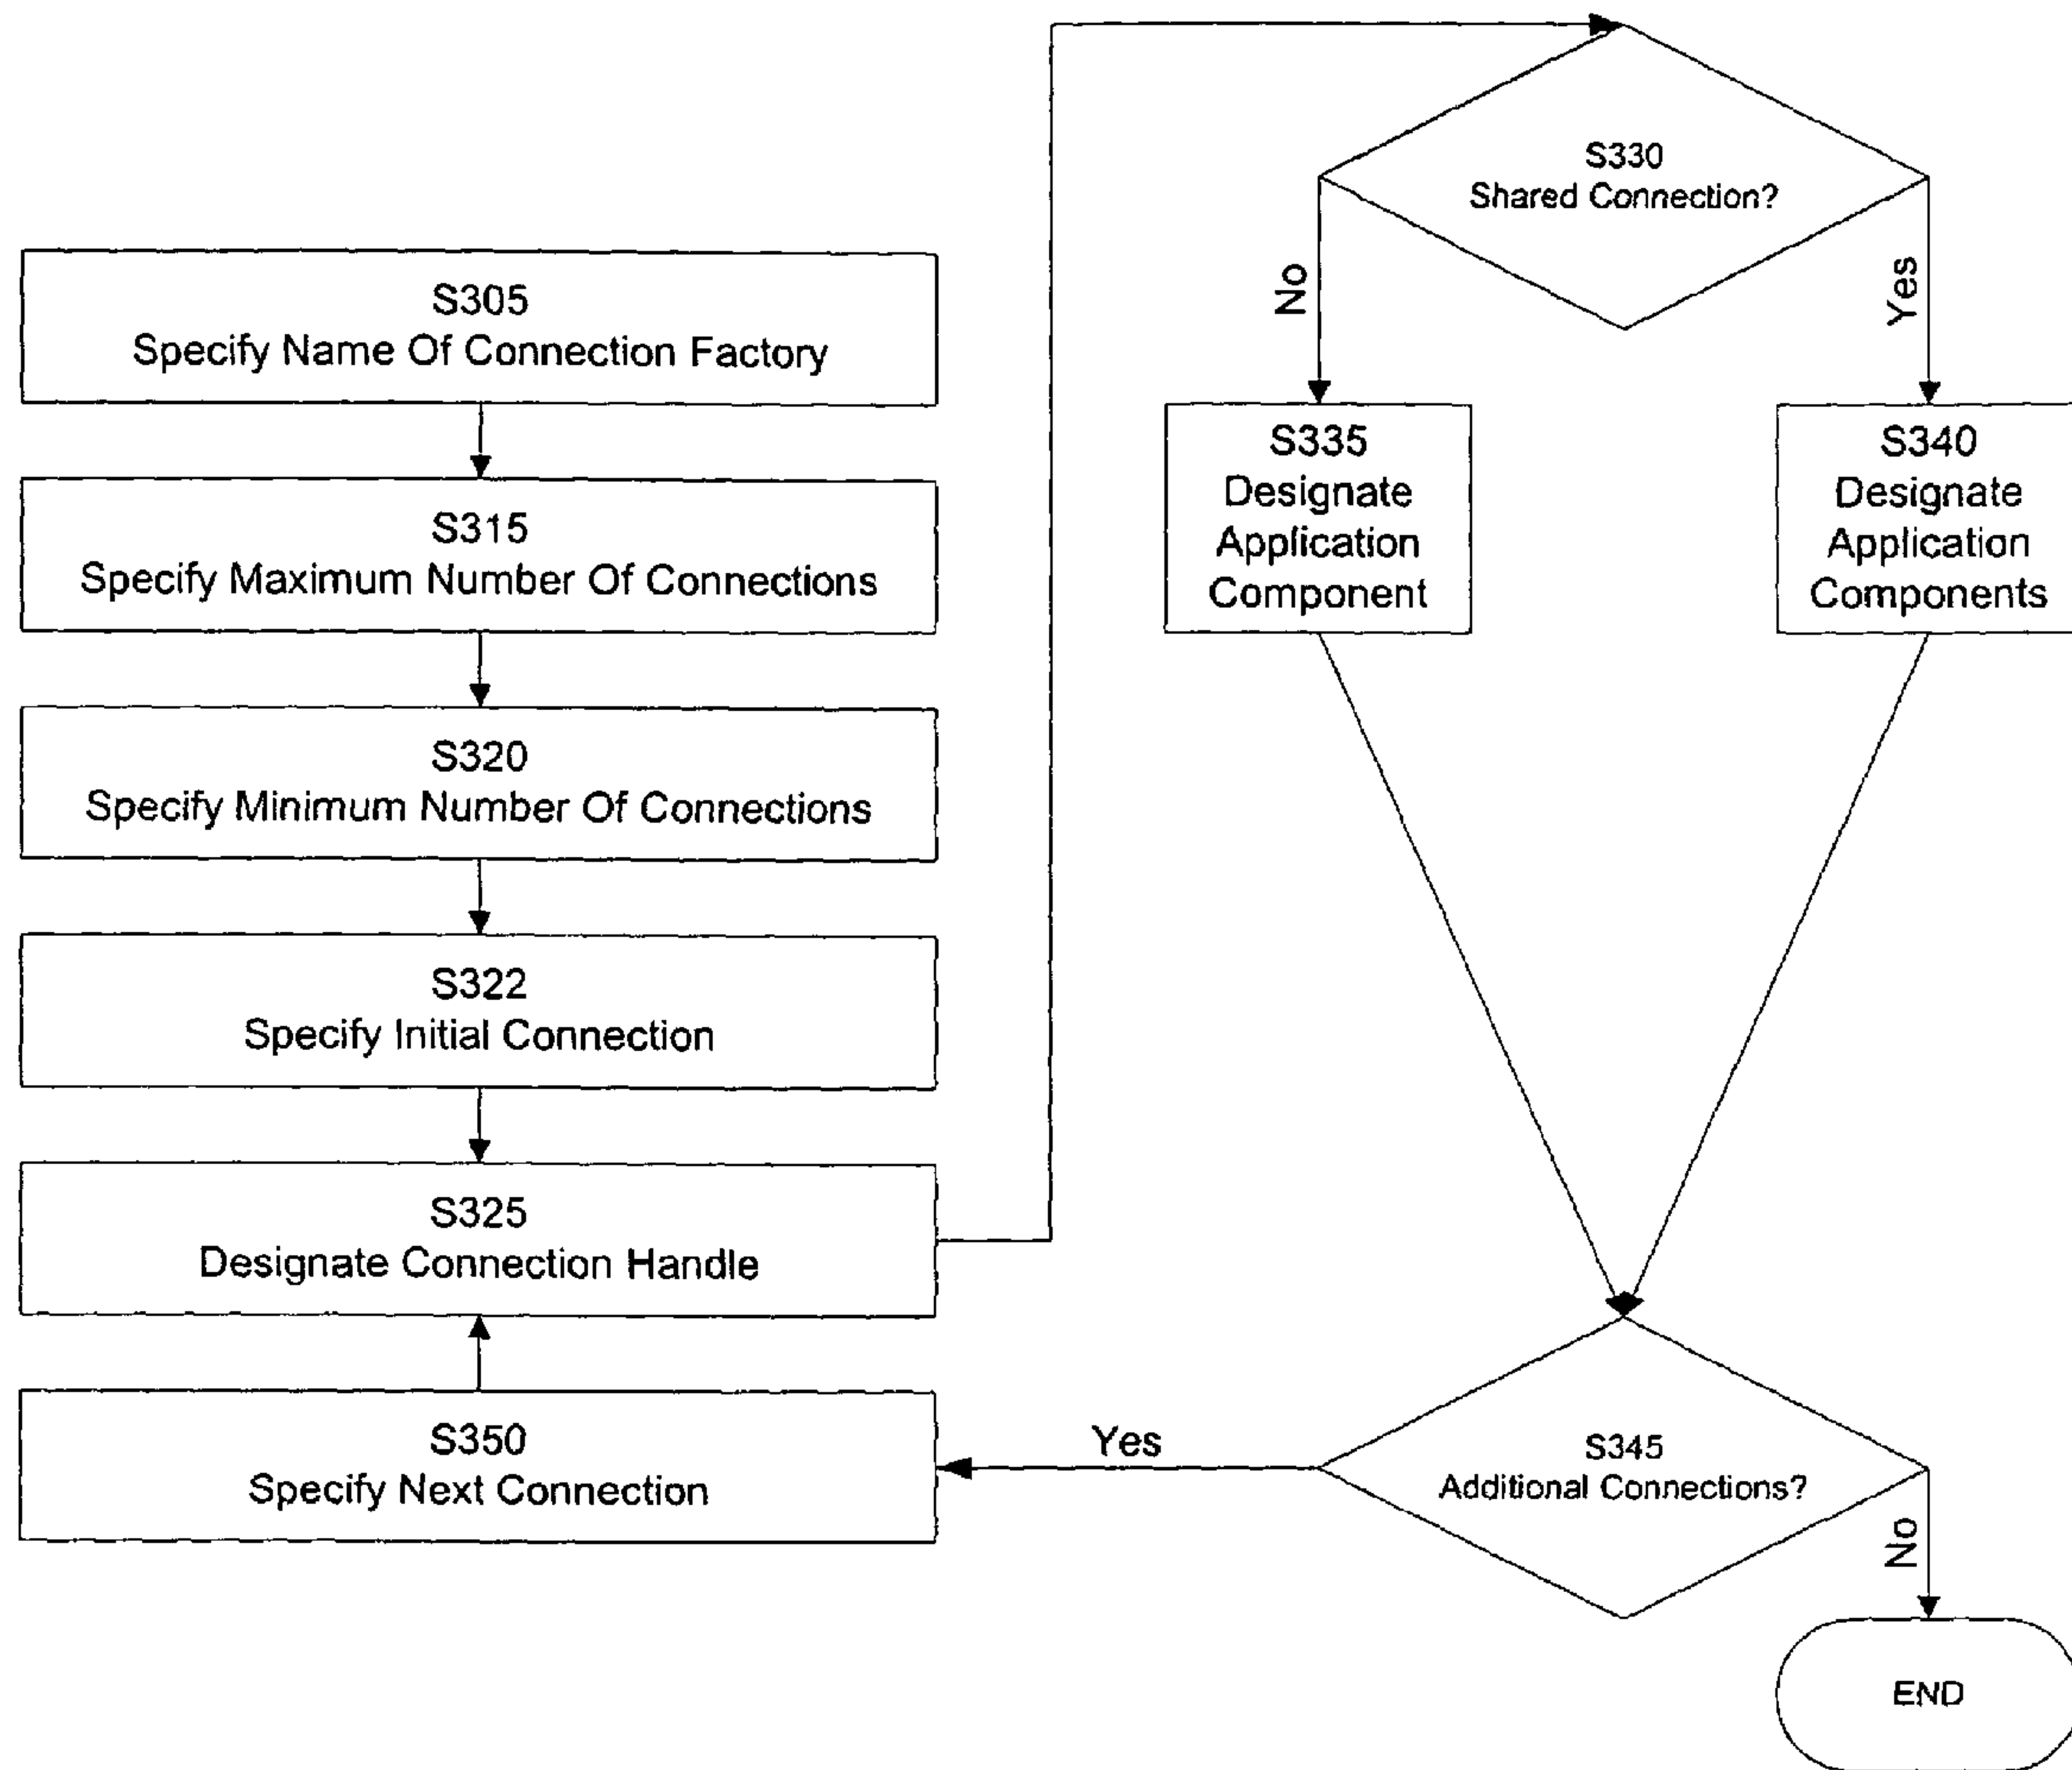 S305
Specify Name Of Connection Factory
S315
Specify Maximum Number Of Connections
S320
Specify Minimum Number Of Connections
S322
Specify Initial Connection
S325
Designate Connection Handle
S350
Specify Next Connection
S330
Shared Connection?
No
Yes
S335
Designate
Application
Component
S340
Designate
Application
Components
S345
Additional Connections?
Yes
No
END